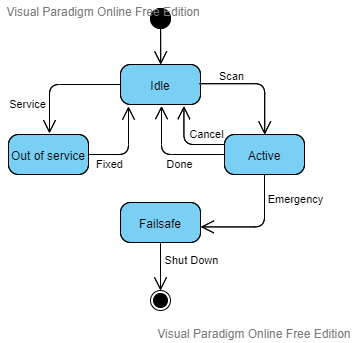 Visual Paradigm Online Free Edition
Idle
Scan
Service
Cancel
Out of service
Fixed
Done
Active
Emergency
Failsafe
Shut Down
Visual Paradigm Online Free Edition